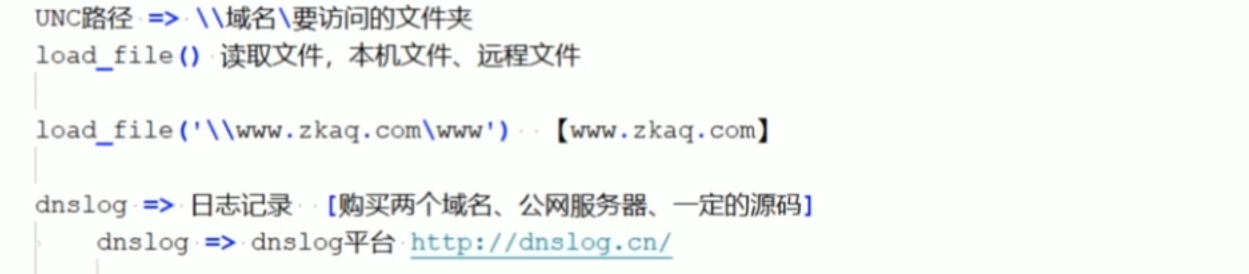 UNC路径 => \\域名\要访问的文件夹
load_file() 读取文件，本机文件、远程文件
load_file('\\www.zkaq.com\www') 【www.zkaq.com】
dnslog => 日志记录 [购买两个域名、公网服务器、一定的源码]
dnslog => dnslog平台 http://dnslog.cn/